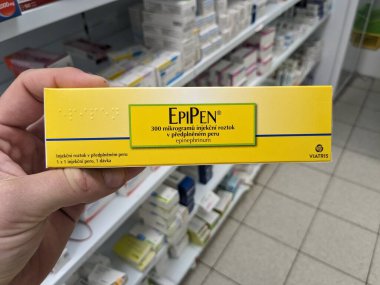 EPIPEN®
300 mikrogramů injekční roztok
v předplněném peru
epinephrinum
Injekční roztok v předplněném peru
1 x 1 injekční pero, 1 dávka
VIATRIS